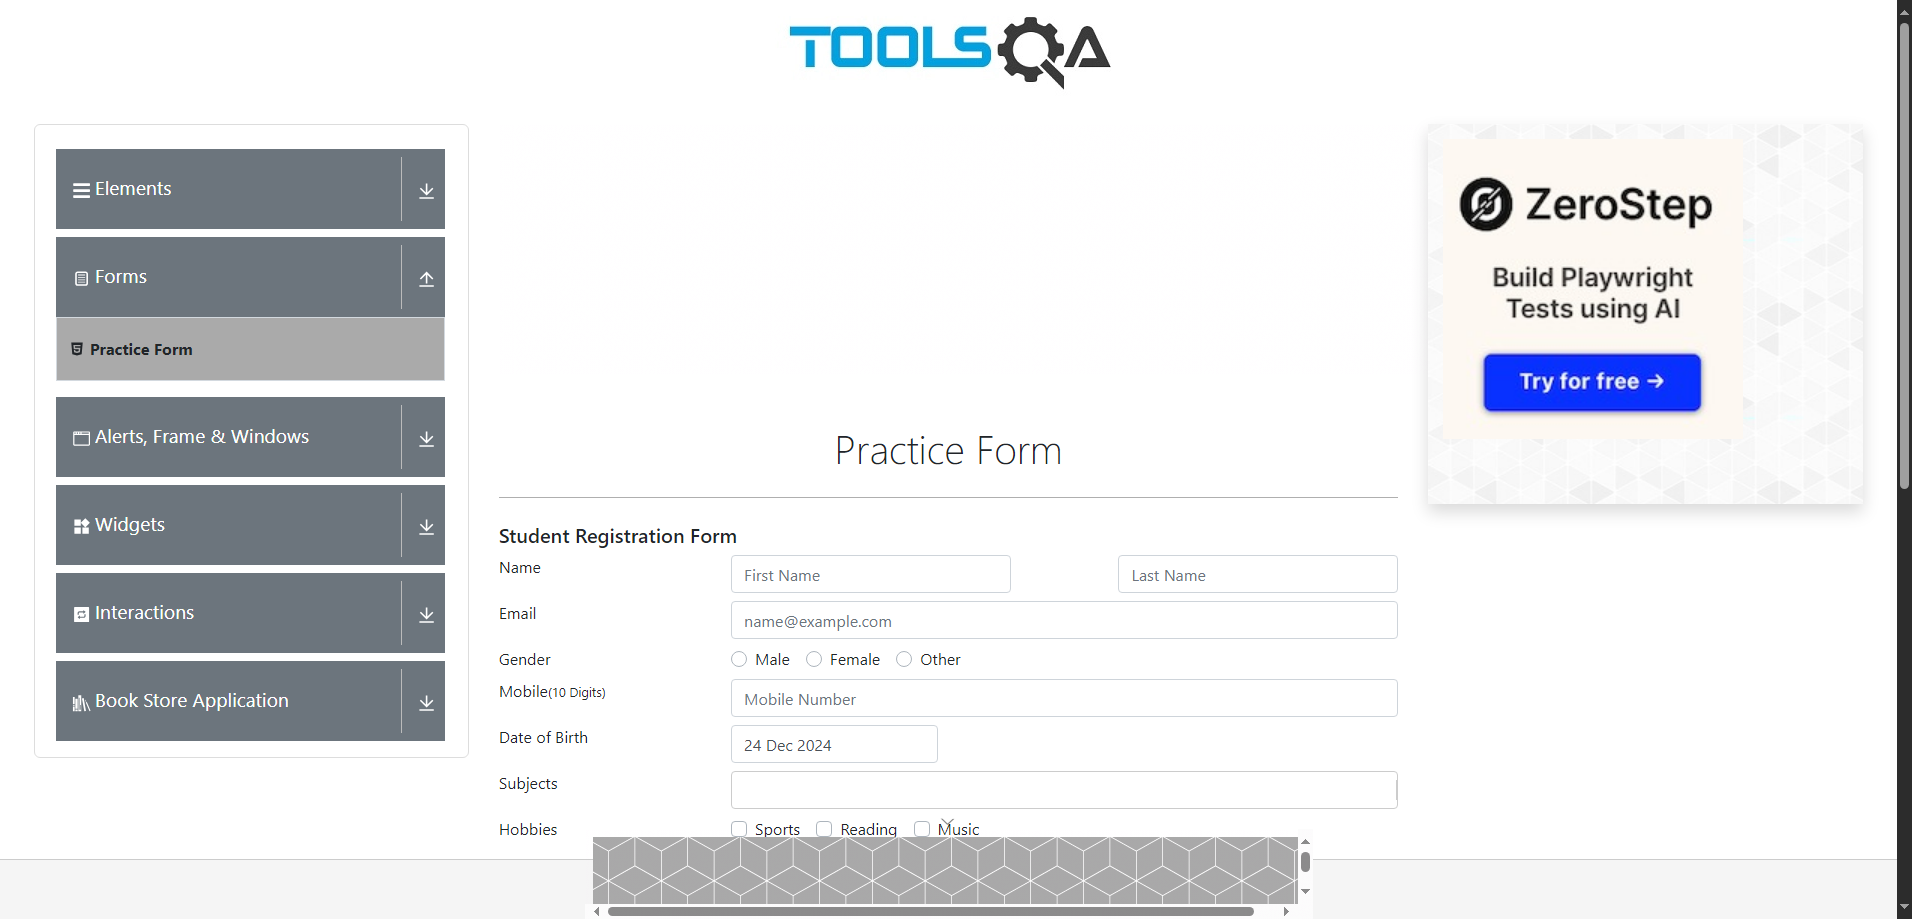 TOOLSQA
Elements
Forms
Practice Form
Alerts, Frame & Windows
Widgets
Interactions
Book Store Application
Practice Form
Student Registration Form
Name
First Name
Last Name
Email
name@example.com
Gender
Male
Female
Other
Mobile(10 Digits)
Mobile Number
Date of Birth
24 Dec 2024
Subjects
Hobbies
Sports
Reading
Music
ZeroStep
Build Playwright
Tests using AI
Try for free →